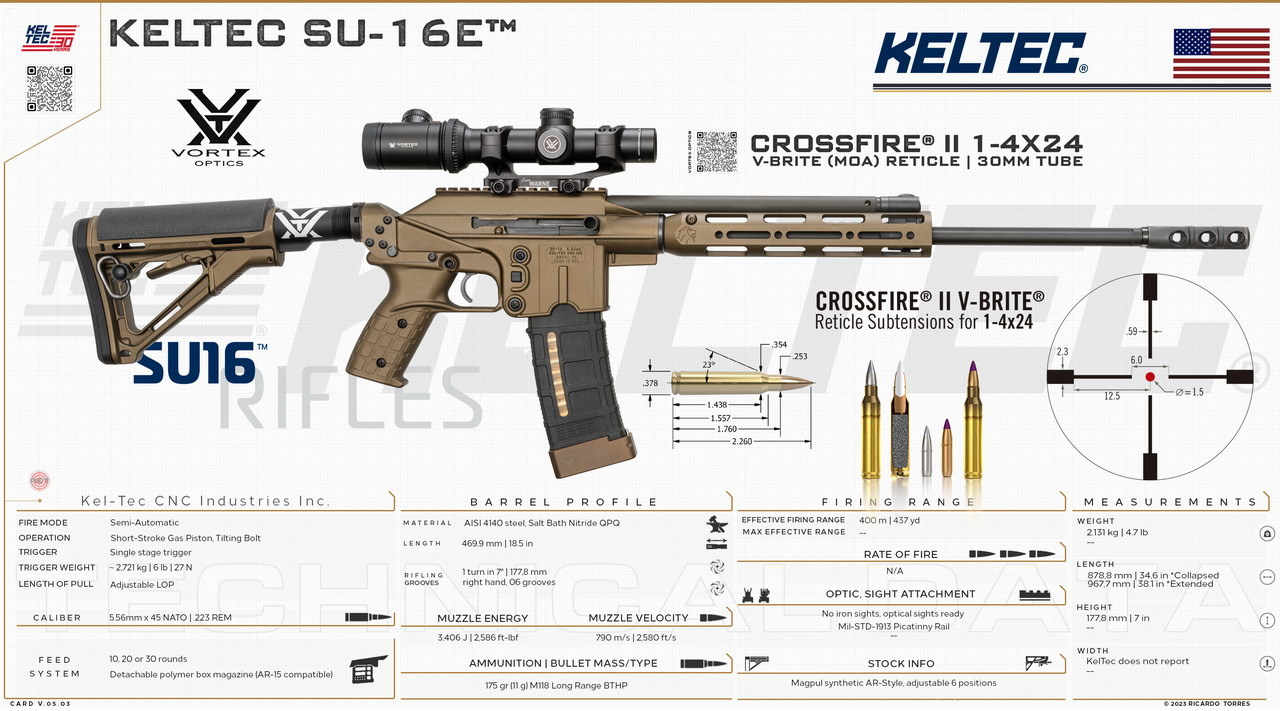 KELTEC SU-16E™
KEL TEC 30 YEARS
KELTEC®
VORTEX
OPTICS
VORTEX OPTICS
CROSSFIRE® II 1-4X24
V-BRITE (MOA) RETICLE | 30MM TUBE
VORTEX
WARNE
KELTEC
SU16™
RIFLES
CROSSFIRE® II V-BRITE®
Reticle Subtensions for 1-4x24
.59
2.3
6.0
12.5
Ø=1.5
.354
.253
23°
.378
1.438
1.557
1.760
2.260
TECHNICAL DATA
Kel-Tec CNC Industries Inc.
FIRE MODE Semi-Automatic
OPERATION Short-Stroke Gas Piston, Tilting Bolt
TRIGGER Single stage trigger
TRIGGER WEIGHT ~ 2,721 kg | 6 lb | 27 N
LENGTH OF PULL Adjustable LOP
CALIBER 5.56mm x 45 NATO | .223 REM
FEED SYSTEM
10, 20 or 30 rounds
Detachable polymer box magazine (AR-15 compatible)
BARREL PROFILE
MATERIAL AISI 4140 steel, Salt Bath Nitride QPQ
LENGTH 469,9 mm | 18.5 in
RIFLING GROOVES
1 turn in 7" | 177.8 mm
right hand, 06 grooves
MUZZLE ENERGY MUZZLE VELOCITY
3,406 J | 2,586 ft-lbf 790 m/s | 2,580 ft/s
AMMUNITION | BULLET MASS/TYPE
175 gr (11 g) M118 Long Range BTHP
FIRING RANGE
EFFECTIVE FIRING RANGE 400 m | 437 yd
MAX EFFECTIVE RANGE --
RATE OF FIRE
N/A
OPTIC, SIGHT ATTACHMENT
No iron sights, optical sights ready
Mil-STD-1913 Picatinny Rail
--
STOCK INFO
Magpul synthetic AR-Style, adjustable 6 positions
MEASUREMENTS
WEIGHT
2.131 kg | 4.7 lb
--
LENGTH
878,8 mm | 34,6 in *Collapsed
967,7 mm | 38.1 in *Extended
HEIGHT
177,8 mm | 7 in
--
WIDTH
KelTec does not report
--
CARD V.05.03
© 2023 RICARDO TORRES